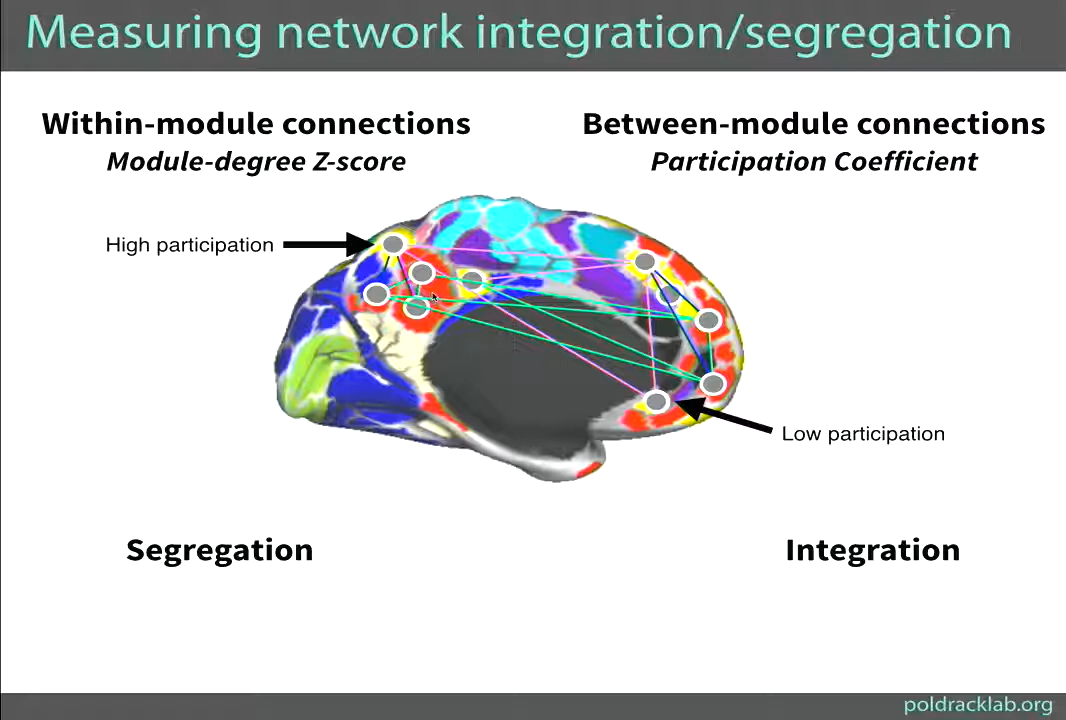 Measuring network integration/segregation
Within-module connections
Module-degree Z-score
Between-module connections
Participation Coefficient
High participation
Low participation
Segregation
Integration
poldracklab.org